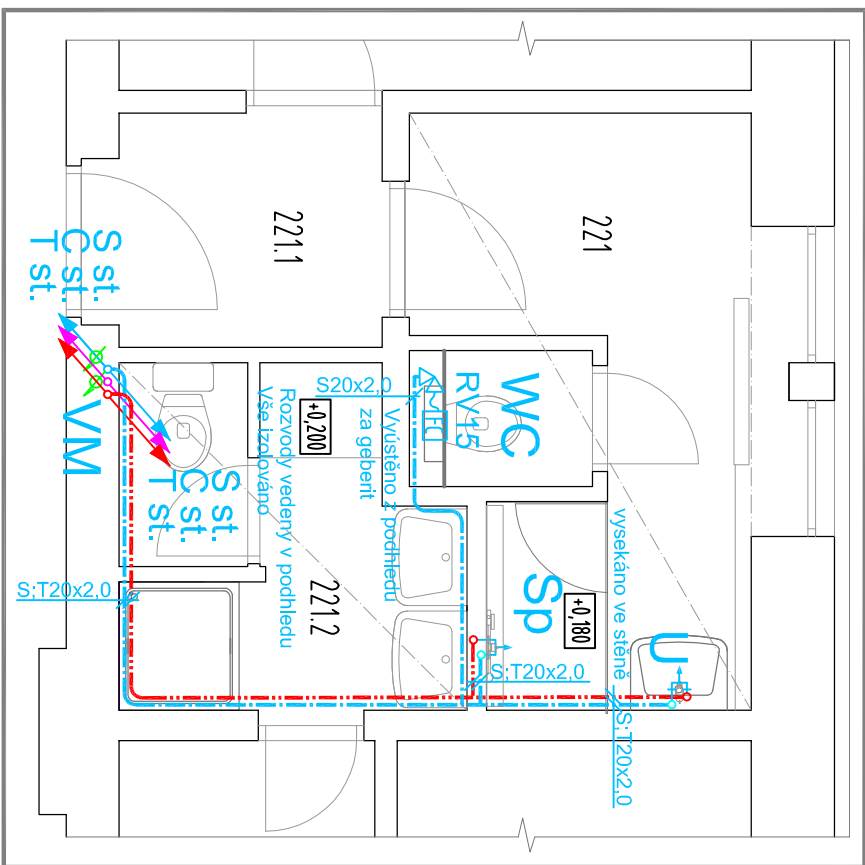 221.1
221
S st.
C st.
T st.
S20x2,0
RV15
WC
+0,200
Rozvody vedeny v podhledu
Vše izolováno
Vyústěno z podhledu
za geberit
VM
S st.
C st.
T st.
vysekáno ve stěně
S;T20x2,0
221.2
Sp
+0,180
U
S;T20x2,0
S;T20x2,0